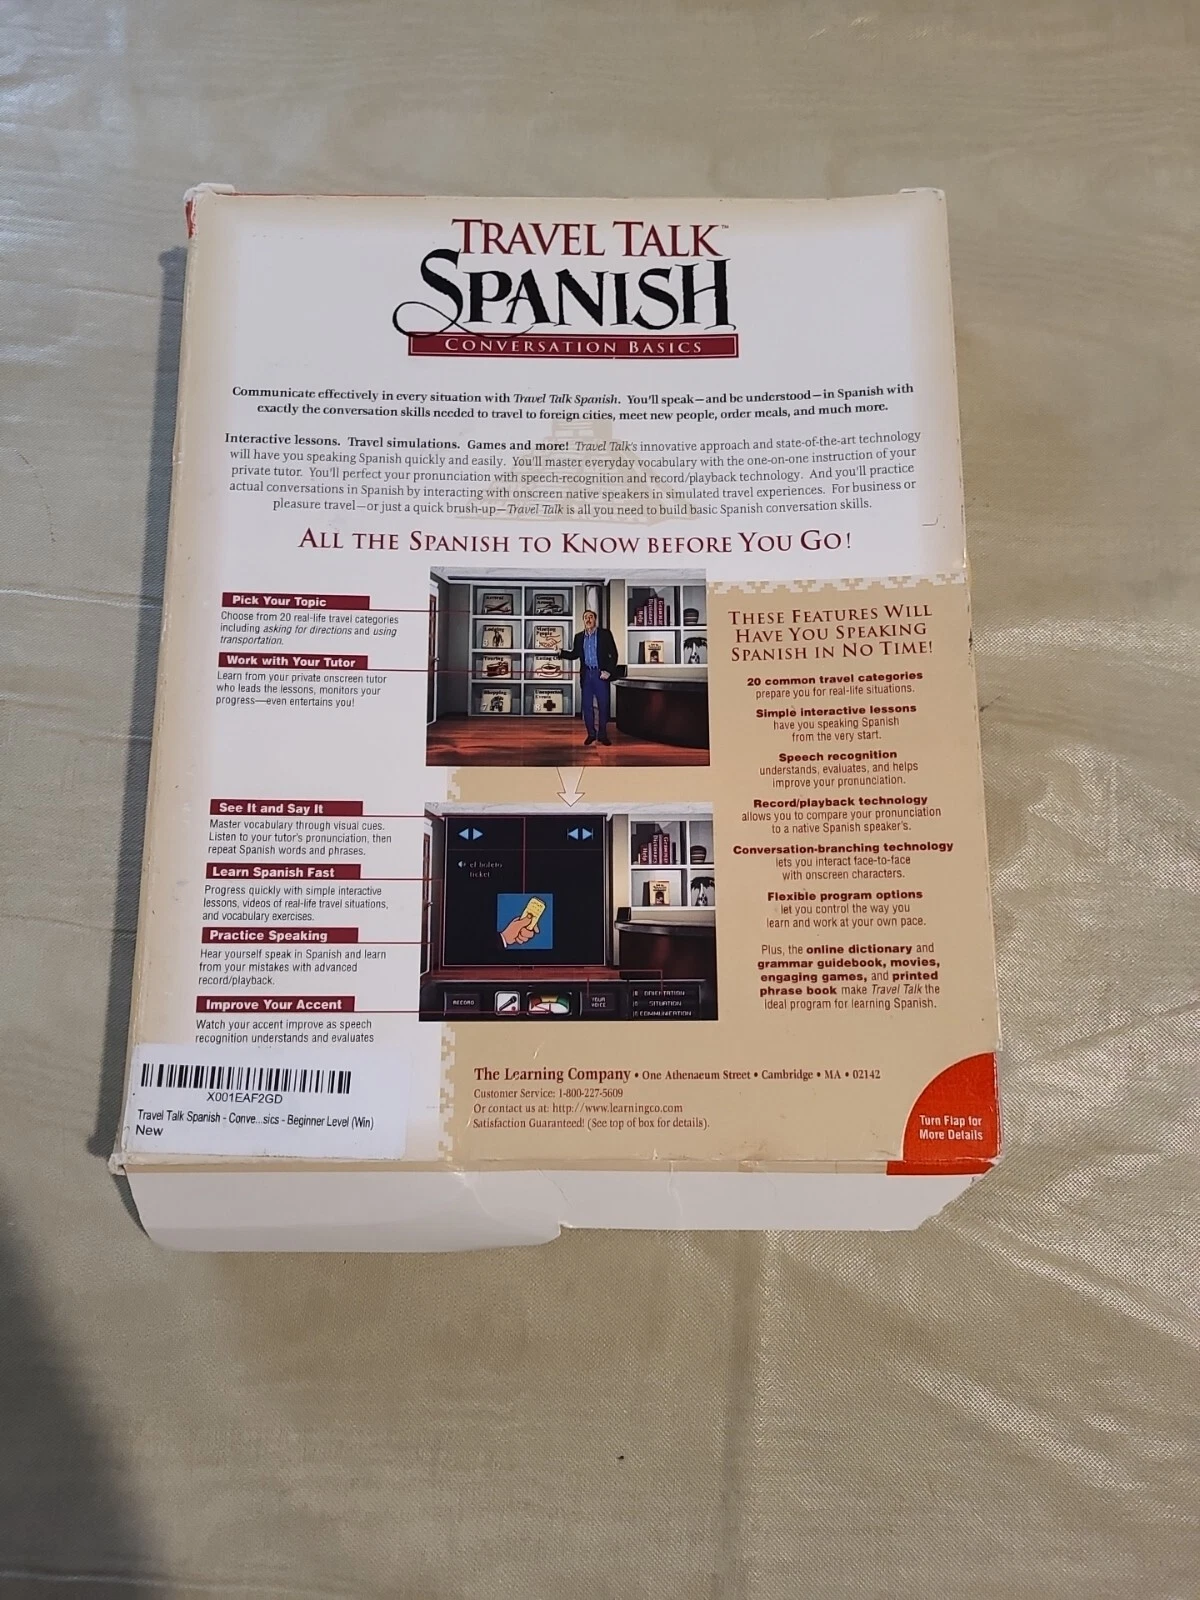 TRAVEL TALK™
SPANISH
CONVERSATION BASICS
Communicate effectively in every situation with Travel Talk Spanish. You'll speak—and be understood—in Spanish with
exactly the conversation skills needed to travel to foreign cities, meet new people, order meals, and much more.
Interactive lessons. Travel simulations. Games and more! Travel Talk's innovative approach and state-of-the-art technology
will have you speaking Spanish quickly and easily. You'll master everyday vocabulary with the one-on-one instruction of your
private tutor. You'll perfect your pronunciation with speech-recognition and record/playback technology. And you'll practice
actual conversations in Spanish by interacting with onscreen native speakers in simulated travel experiences. For business or
pleasure travel—or just a quick brush-up—Travel Talk is all you need to build basic Spanish conversation skills.
ALL THE SPANISH TO KNOW BEFORE YOU GO!
Pick Your Topic
Choose from 20 real-life travel categories
including asking for directions and using
transportation.
Work with Your Tutor
Learn from your private onscreen tutor
who leads the lessons, monitors your
progress—even entertains you!
See It and Say It
Master vocabulary through visual cues.
Listen to your tutor's pronunciation, then
repeat Spanish words and phrases.
Learn Spanish Fast
Progress quickly with simple interactive
lessons, videos of real-life travel situations,
and vocabulary exercises.
Practice Speaking
Hear yourself speak in Spanish and learn
from your mistakes with advanced
record/playback.
Improve Your Accent
Watch your accent improve as speech
recognition understands and evaluates
Meeting
People
el boleto
ticket
RECORD
YOUR
VOICE
ORIENTATION
SITUATION
COMMUNICATION
THESE FEATURES WILL
HAVE YOU SPEAKING
SPANISH IN NO TIME!
20 common travel categories
prepare you for real-life situations.
Simple interactive lessons
have you speaking Spanish
from the very start.
Speech recognition
understands, evaluates, and helps
improve your pronunciation.
Record/playback technology
allows you to compare your pronunciation
to a native Spanish speaker's.
Conversation-branching technology
lets you interact face-to-face
with onscreen characters.
Flexible program options
let you control the way you
learn and work at your own pace.
Plus, the online dictionary and
grammar guidebook, movies,
engaging games, and printed
phrase book make Travel Talk the
ideal program for learning Spanish.
The Learning Company • One Athenaeum Street • Cambridge • MA • 02142
Customer Service: 1-800-227-5609
Or contact us at: http://www.learningco.com
Satisfaction Guaranteed! (See top of box for details).
Turn Flap for
More Details
X001EAF2GD
Travel Talk Spanish - Conve...sics - Beginner Level (Win)
New